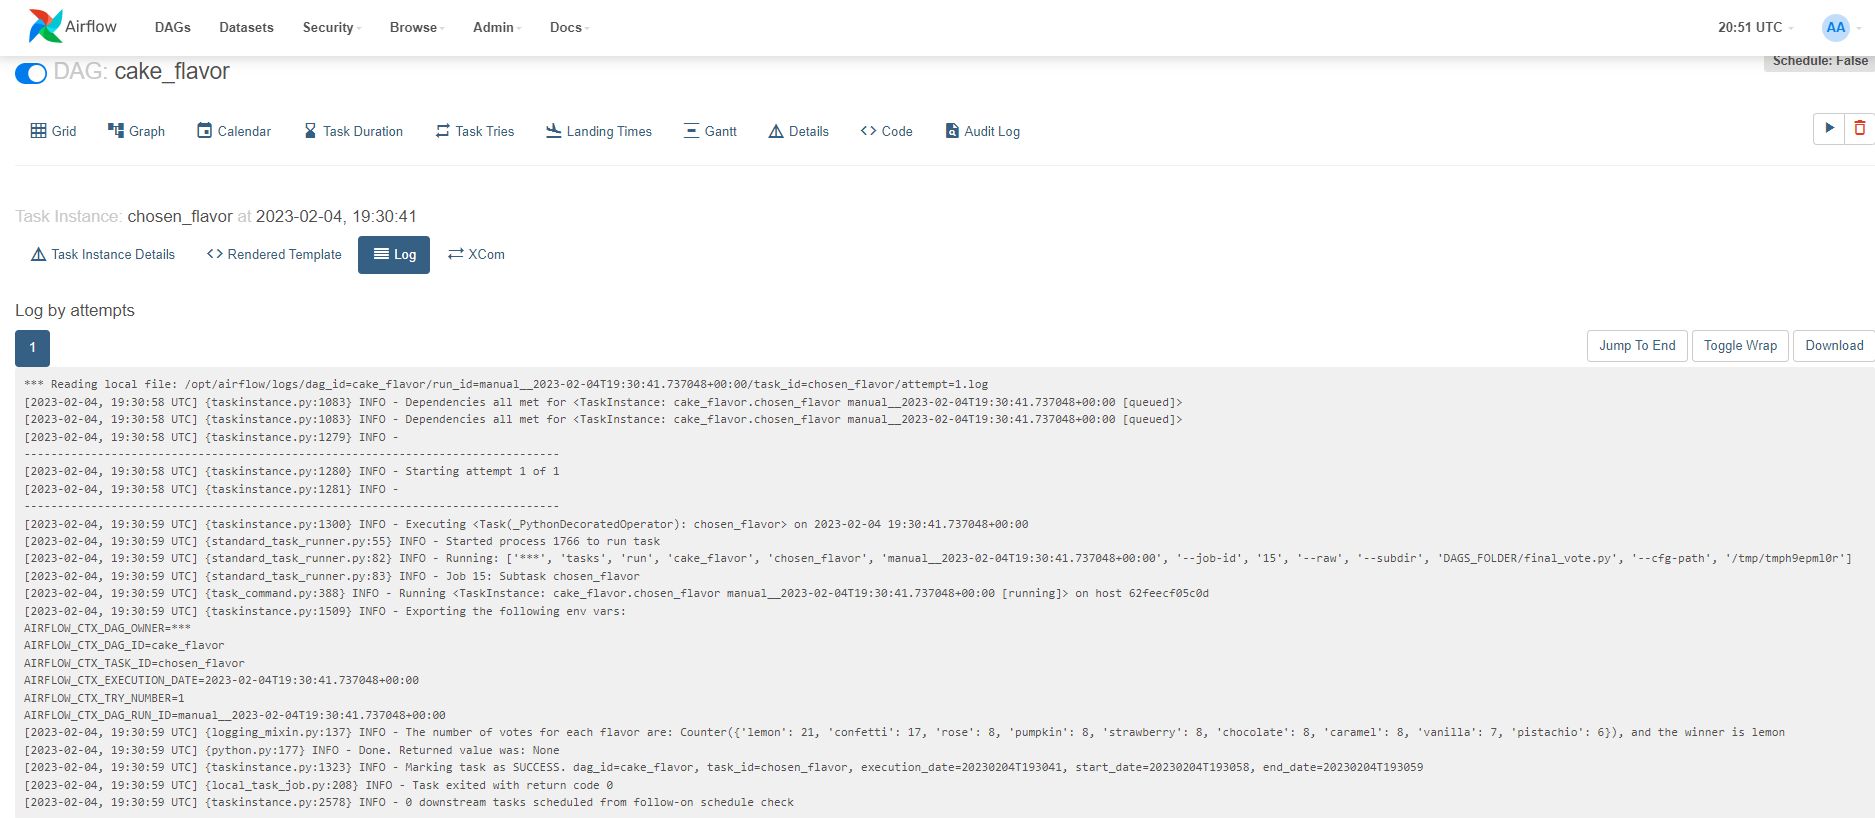 Airflow DAGs Datasets Security Browse Admin Docs 20:51 UTC AA
DAG: cake_flavor Schedule: False
Grid Graph Calendar Task Duration Task Tries Landing Times Gantt Details <> Code Audit Log
Task Instance: chosen_flavor at 2023-02-04, 19:30:41
Task Instance Details <> Rendered Template Log XCom
Log by attempts
1 Jump To End Toggle Wrap Download
*** Reading local file: /opt/airflow/logs/dag_id=cake_flavor/run_id=manual__2023-02-04T19:30:41.737048+00:00/task_id=chosen_flavor/attempt=1.log
[2023-02-04, 19:30:58 UTC] {taskinstance.py:1083} INFO - Dependencies all met for <TaskInstance: cake_flavor.chosen_flavor manual__2023-02-04T19:30:41.737048+00:00 [queued]>
[2023-02-04, 19:30:58 UTC] {taskinstance.py:1083} INFO - Dependencies all met for <TaskInstance: cake_flavor.chosen_flavor manual__2023-02-04T19:30:41.737048+00:00 [queued]>
[2023-02-04, 19:30:58 UTC] {taskinstance.py:1279} INFO -
--------------------------------------------------------------------------------
[2023-02-04, 19:30:58 UTC] {taskinstance.py:1280} INFO - Starting attempt 1 of 1
[2023-02-04, 19:30:58 UTC] {taskinstance.py:1281} INFO -
--------------------------------------------------------------------------------
[2023-02-04, 19:30:59 UTC] {taskinstance.py:1300} INFO - Executing <Task(_PythonDecoratedOperator): chosen_flavor> on 2023-02-04 19:30:41.737048+00:00
[2023-02-04, 19:30:59 UTC] {standard_task_runner.py:55} INFO - Started process 1766 to run task
[2023-02-04, 19:30:59 UTC] {standard_task_runner.py:82} INFO - Running: ['***', 'tasks', 'run', 'cake_flavor', 'chosen_flavor', 'manual__2023-02-04T19:30:41.737048+00:00', '--job-id', '15', '--raw', '--subdir', 'DAGS_FOLDER/final_vote.py', '--cfg-path', '/tmp/tmph9epml0r']
[2023-02-04, 19:30:59 UTC] {standard_task_runner.py:83} INFO - Job 15: Subtask chosen_flavor
[2023-02-04, 19:30:59 UTC] {task_command.py:388} INFO - Running <TaskInstance: cake_flavor.chosen_flavor manual__2023-02-04T19:30:41.737048+00:00 [running]> on host 62feecf05c0d
[2023-02-04, 19:30:59 UTC] {taskinstance.py:1509} INFO - Exporting the following env vars:
AIRFLOW_CTX_DAG_OWNER=***
AIRFLOW_CTX_DAG_ID=cake_flavor
AIRFLOW_CTX_TASK_ID=chosen_flavor
AIRFLOW_CTX_EXECUTION_DATE=2023-02-04T19:30:41.737048+00:00
AIRFLOW_CTX_TRY_NUMBER=1
AIRFLOW_CTX_DAG_RUN_ID=manual__2023-02-04T19:30:41.737048+00:00
[2023-02-04, 19:30:59 UTC] {logging_mixin.py:137} INFO - The number of votes for each flavor are: Counter({'lemon': 21, 'confetti': 17, 'rose': 8, 'pumpkin': 8, 'strawberry': 8, 'chocolate': 8, 'caramel': 8, 'vanilla': 7, 'pistachio': 6}), and the winner is lemon
[2023-02-04, 19:30:59 UTC] {python.py:177} INFO - Done. Returned value was: None
[2023-02-04, 19:30:59 UTC] {taskinstance.py:1323} INFO - Marking task as SUCCESS. dag_id=cake_flavor, task_id=chosen_flavor, execution_date=20230204T193041, start_date=20230204T193058, end_date=20230204T193059
[2023-02-04, 19:30:59 UTC] {local_task_job.py:208} INFO - Task exited with return code 0
[2023-02-04, 19:30:59 UTC] {taskinstance.py:2578} INFO - 0 downstream tasks scheduled from follow-on schedule check